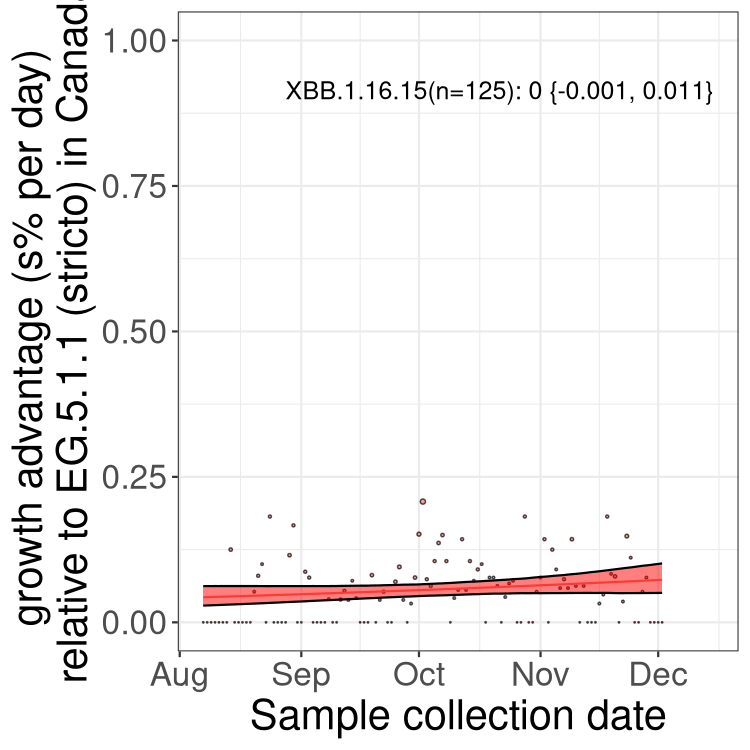 growth advantage (s% per day)
relative to EG.5.1.1 (stricto) in Canada
1.00
XBB.1.16.15(n=125): 0 {-0.001, 0.011}
0.75
0.50
0.25
0.00
Aug Sep Oct Nov Dec
Sample collection date